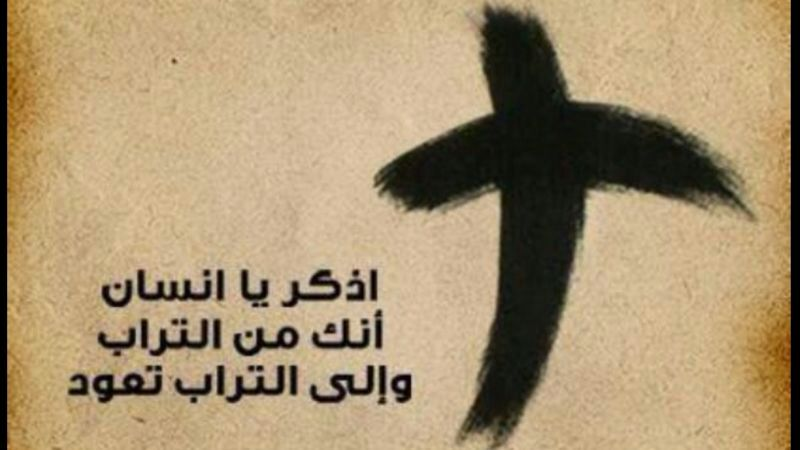 اذكر يا انسان
أنك من التراب
وإلى التراب تعود